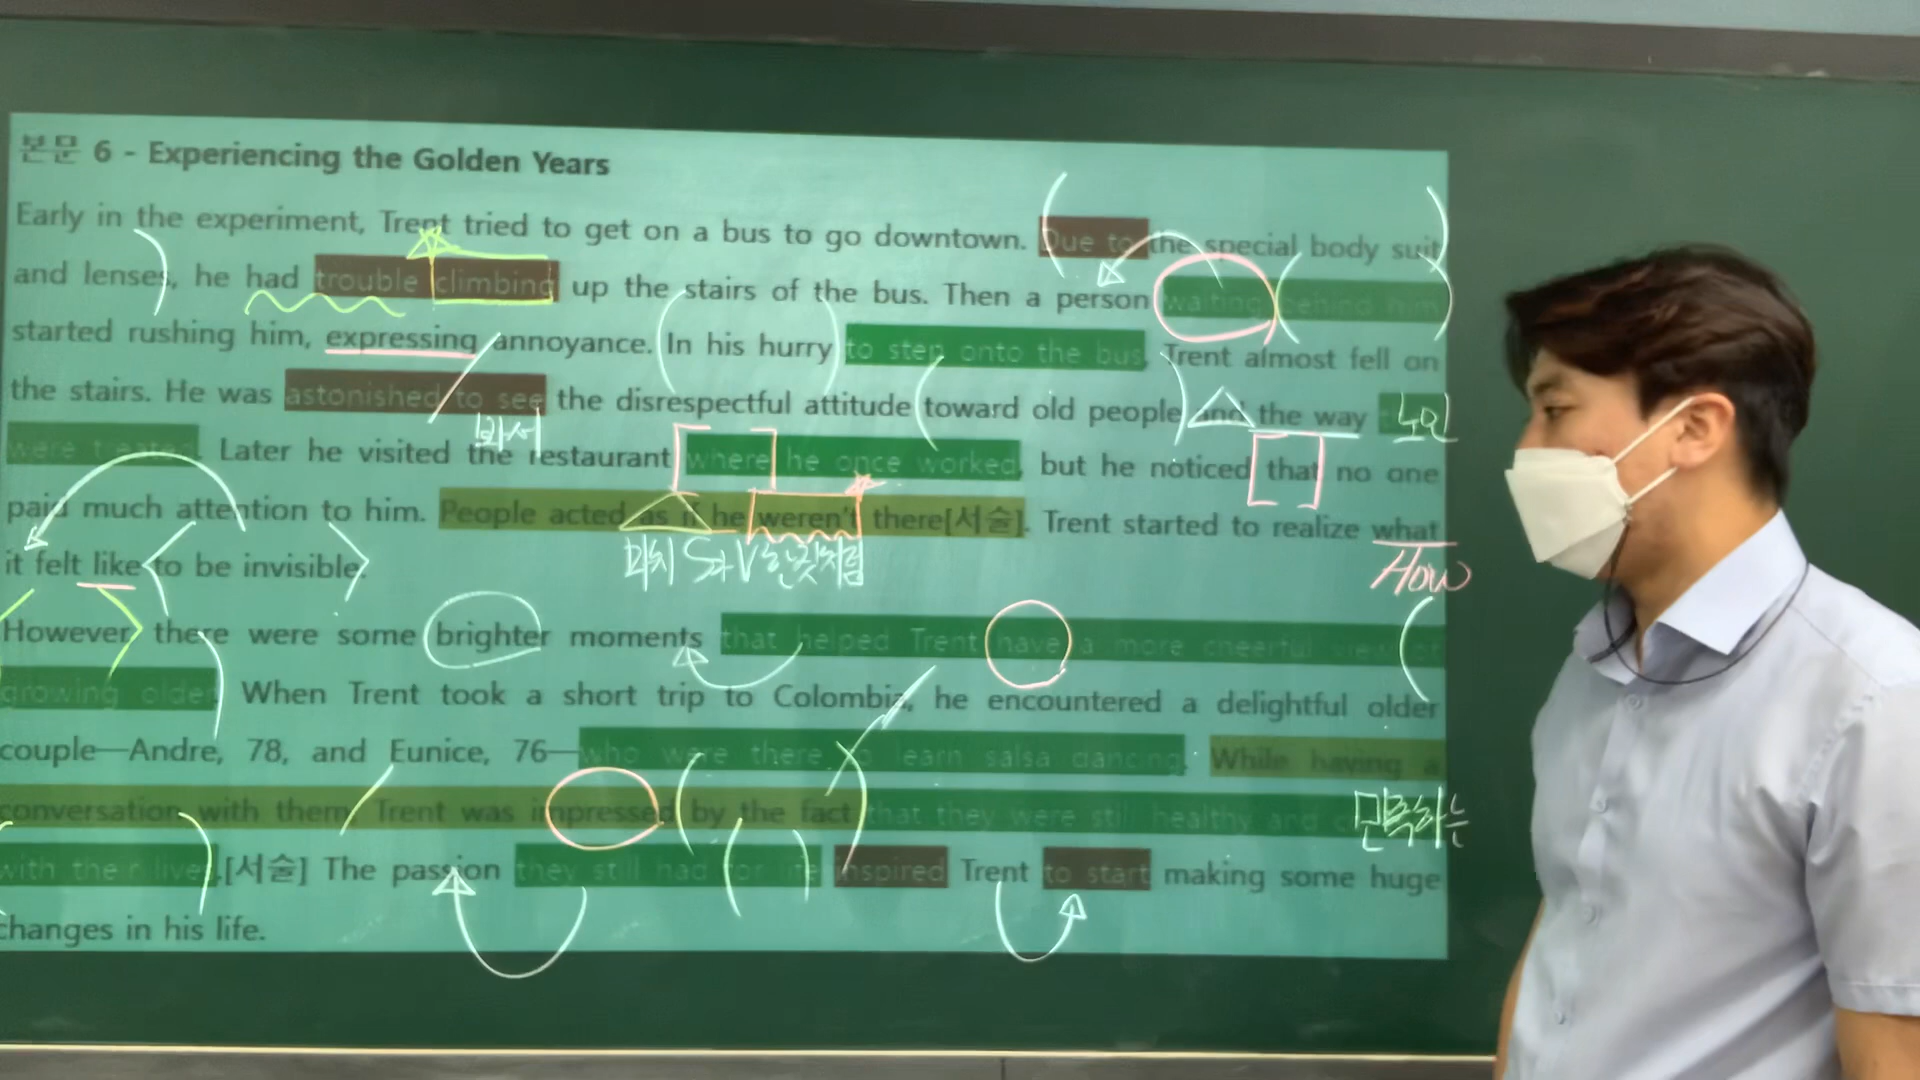 본문 6 - Experiencing the Golden Years
Early in the experiment, Trent tried to get on a bus to go downtown. Due to the special body suit
and lenses, he had trouble climbing up the stairs of the bus. Then a person waiting behind him
started rushing him, expressing annoyance. In his hurry to step onto the bus, Trent almost fell on
the stairs. He was astonished to see the disrespectful attitude toward old people and the way 노인
봐서
were treated. Later he visited the restaurant where he once worked, but he noticed that no one
paid much attention to him. People acted as if he weren't there[서술]. Trent started to realize what
마치 S가 V한것처럼
How
it felt like to be invisible.
However, there were some brighter moments that helped Trent have a more cheerful view of
growing older. When Trent took a short trip to Colombia, he encountered a delightful older
couple—Andre, 78, and Eunice, 76—who were there to learn salsa dancing. While having a
conversation with them, Trent was impressed by the fact that they were still healthy and 만족하는
with their lives.[서술] The passion they still had for life inspired Trent to start making some huge
changes in his life.